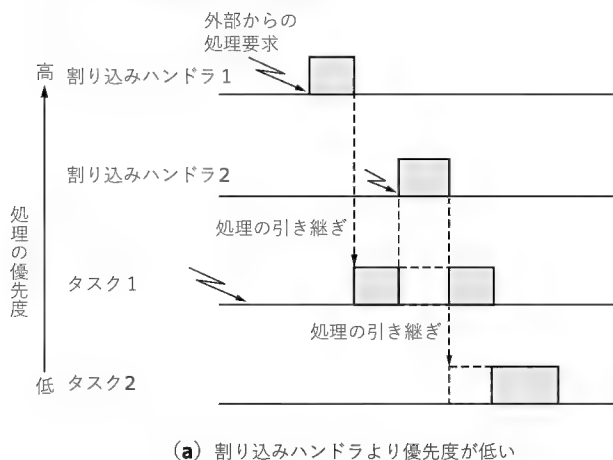 外部からの
処理要求
高
割り込みハンドラ1
割り込みハンドラ2
処理の引き継ぎ
処理の優先度
タスク1
処理の引き継ぎ
低
タスク2
(a) 割り込みハンドラより優先度が低い